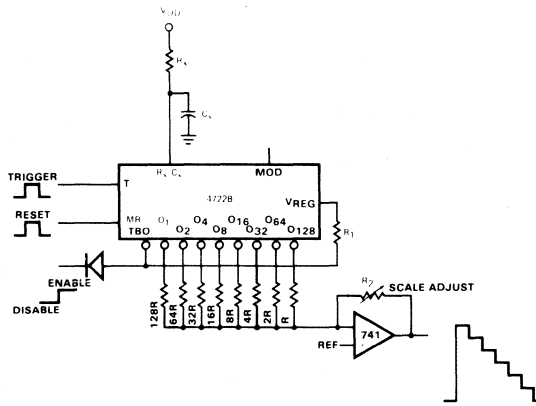 VDD
Rx
Cx
Rx Cx
MOD
TRIGGER
T
4722B
VREG
RESET
MR
O1
O4
O16
O64
TBO
O2
O8
O32
O128
R1
ENABLE
DISABLE
128R
64R
32R
16R
8R
4R
2R
R
R2
SCALE ADJUST
741
REF